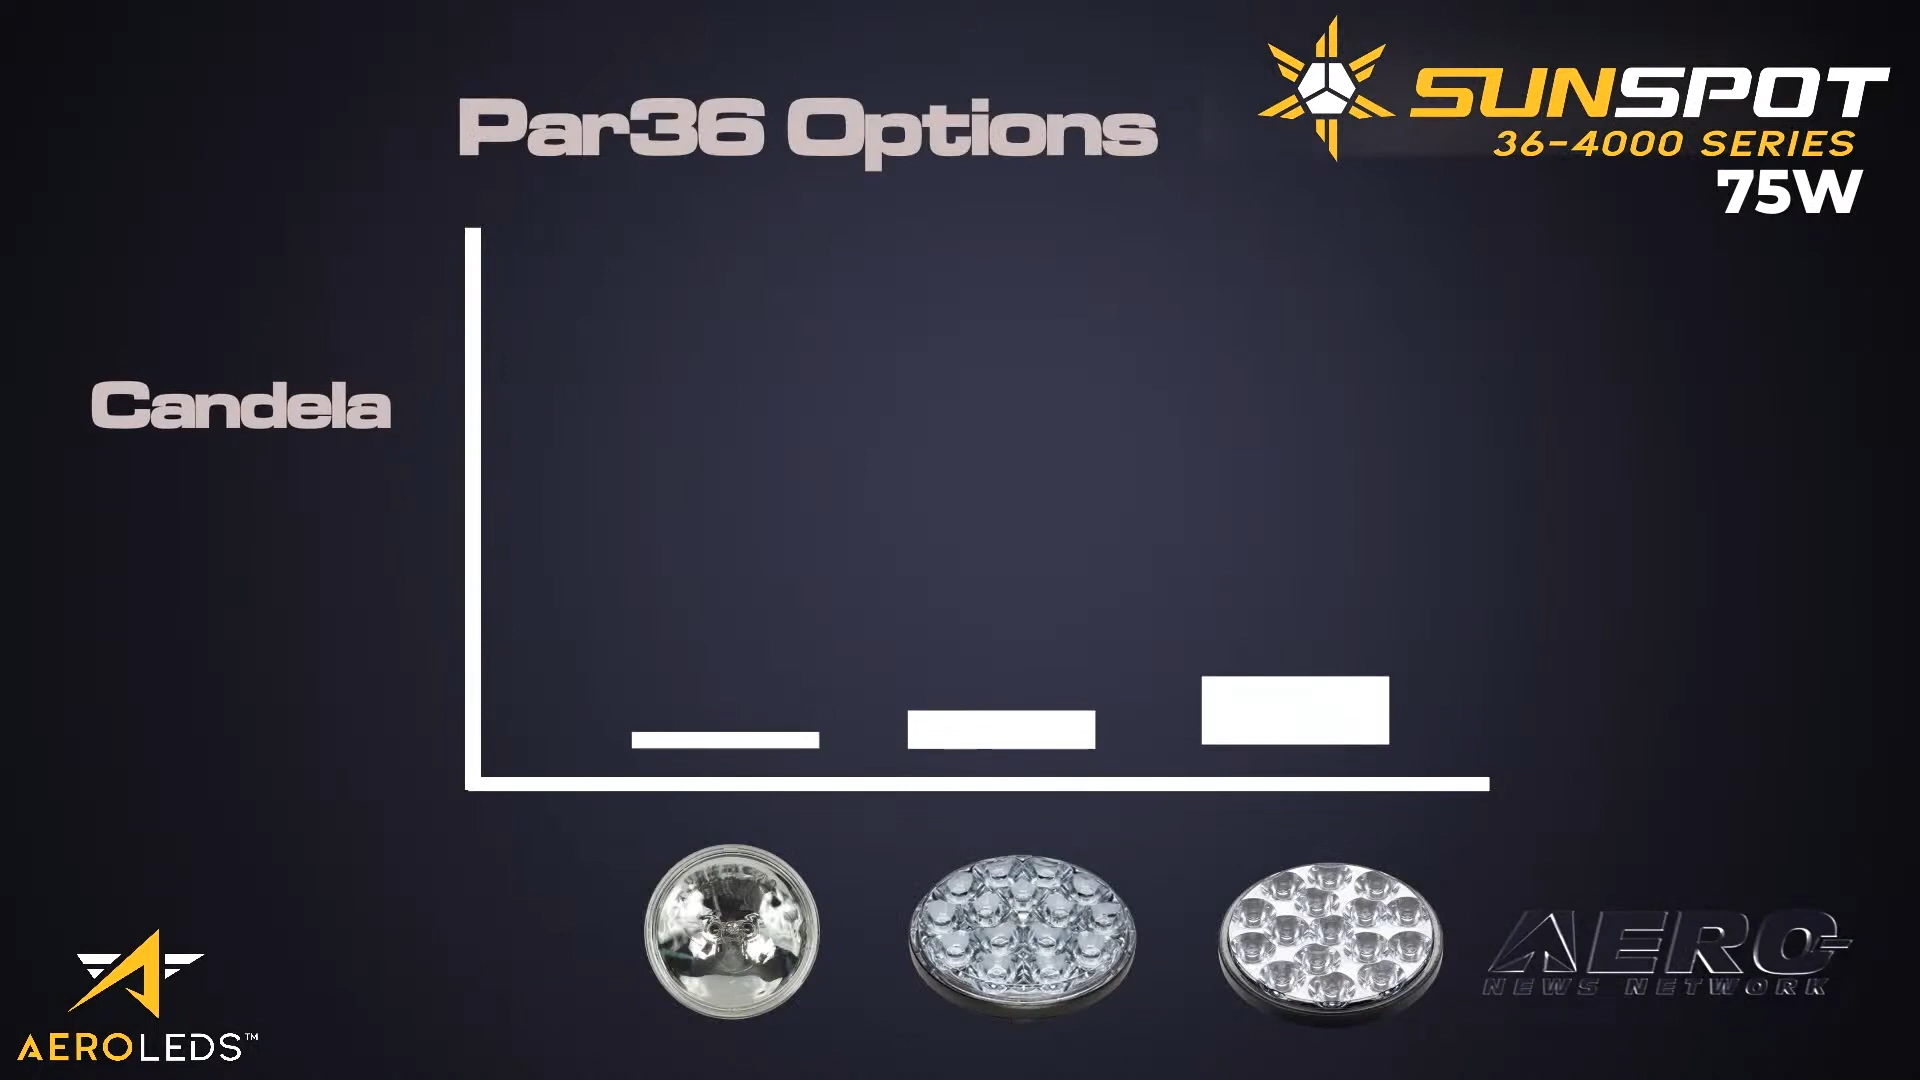 Par36 Options
SUNSPOT
36-4000 SERIES
75W
Candela
AERO
NEWS NETWORK
AEROLEDS™